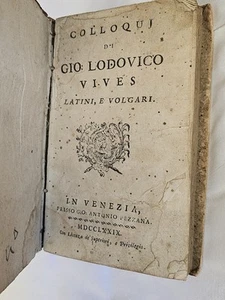 COLLOQUJ
DI
GIO: LODOVICO
VIVES
LATINI, E VOLGARI.
IN VENEZIA,
PRESSO GIO: ANTONIO PEZZANA.
MDCCLXXIX.
Con Licenza de' Superiori, e Privilegio.